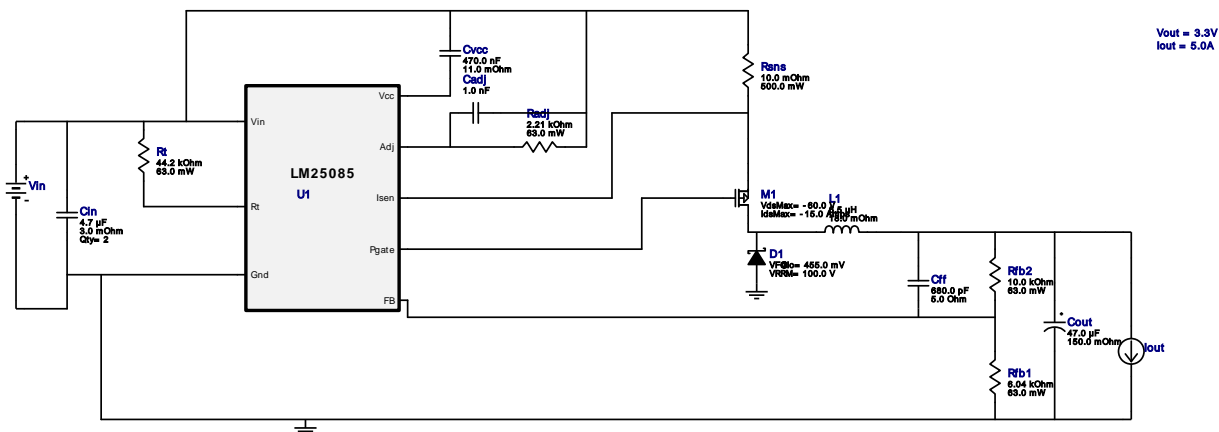 Vout = 3.3V
Iout = 5.0A
Cvcc
470.0 nF
11.0 mOhm
Cadj
1.0 nF
Rsns
10.0 mOhm
500.0 mW
Vcc
Radj
2.21 kOhm
63.0 mW
Vin
Adj
Rt
44.2 kOhm
63.0 mW
LM25085
U1
+
Vin
-
Isen
M1
VdsMax= -60.0 V
IdsMax= -15.0
L1
µH
mOhm
Rt
Cin
4.7 µF
3.0 mOhm
Qty= 2
Pgate
D1
455.0 mV
VRRM= 100.0 V
Gnd
Cff
680.0 pF
5.0 Ohm
Rfb2
10.0 kOhm
63.0 mW
FB
Cout
47.0 µF
150.0 mOhm
Iout
Rfb1
6.04 kOhm
63.0 mW